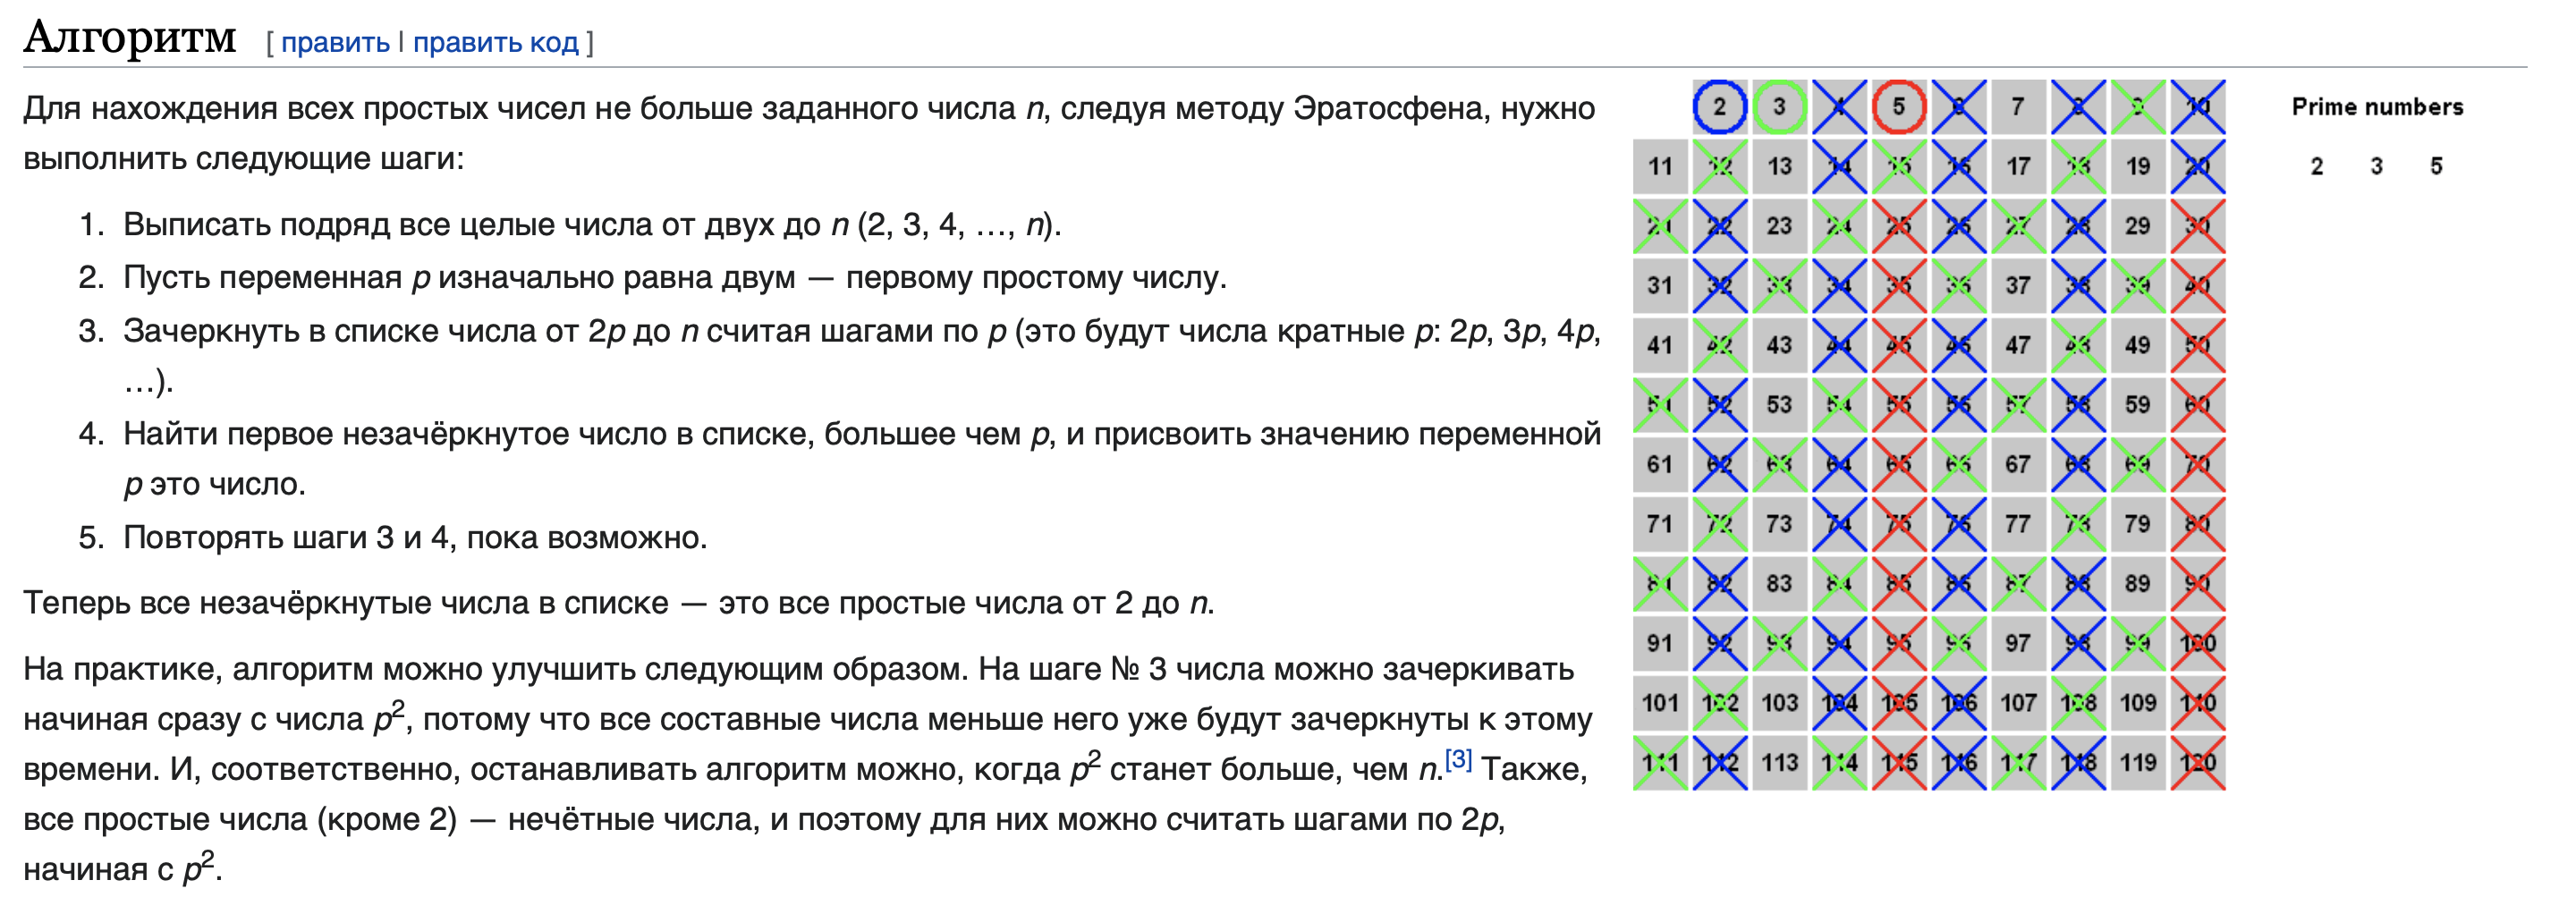 Алгоритм [ править | править код ]
Для нахождения всех простых чисел не больше заданного числа n, следуя методу Эратосфена, нужно
выполнить следующие шаги:
1. Выписать подряд все целые числа от двух до n (2, 3, 4, …, n).
2. Пусть переменная p изначально равна двум — первому простому числу.
3. Зачеркнуть в списке числа от 2p до n считая шагами по p (это будут числа кратные p: 2p, 3p, 4p,
…).
4. Найти первое незачёркнутое число в списке, большее чем p, и присвоить значению переменной
p это число.
5. Повторять шаги 3 и 4, пока возможно.
Теперь все незачёркнутые числа в списке — это все простые числа от 2 до n.
На практике, алгоритм можно улучшить следующим образом. На шаге № 3 числа можно зачеркивать
начиная сразу с числа p², потому что все составные числа меньше него уже будут зачеркнуты к этому
времени. И, соответственно, останавливать алгоритм можно, когда p² станет больше, чем n.[3] Также,
все простые числа (кроме 2) — нечётные числа, и поэтому для них можно считать шагами по 2p,
начиная с p².
2 3 4 5 6 7 8 9 10
11 12 13 14 15 16 17 18 19 20
21 22 23 24 25 26 27 28 29 30
31 32 33 34 35 36 37 38 39 40
41 42 43 44 45 46 47 48 49 50
51 52 53 54 55 56 57 58 59 60
61 62 63 64 65 66 67 68 69 70
71 72 73 74 75 76 77 78 79 80
81 82 83 84 85 86 87 88 89 90
91 92 93 94 95 96 97 98 99 100
101 102 103 104 105 106 107 108 109 110
111 112 113 114 115 116 117 118 119 120
Prime numbers
2 3 5